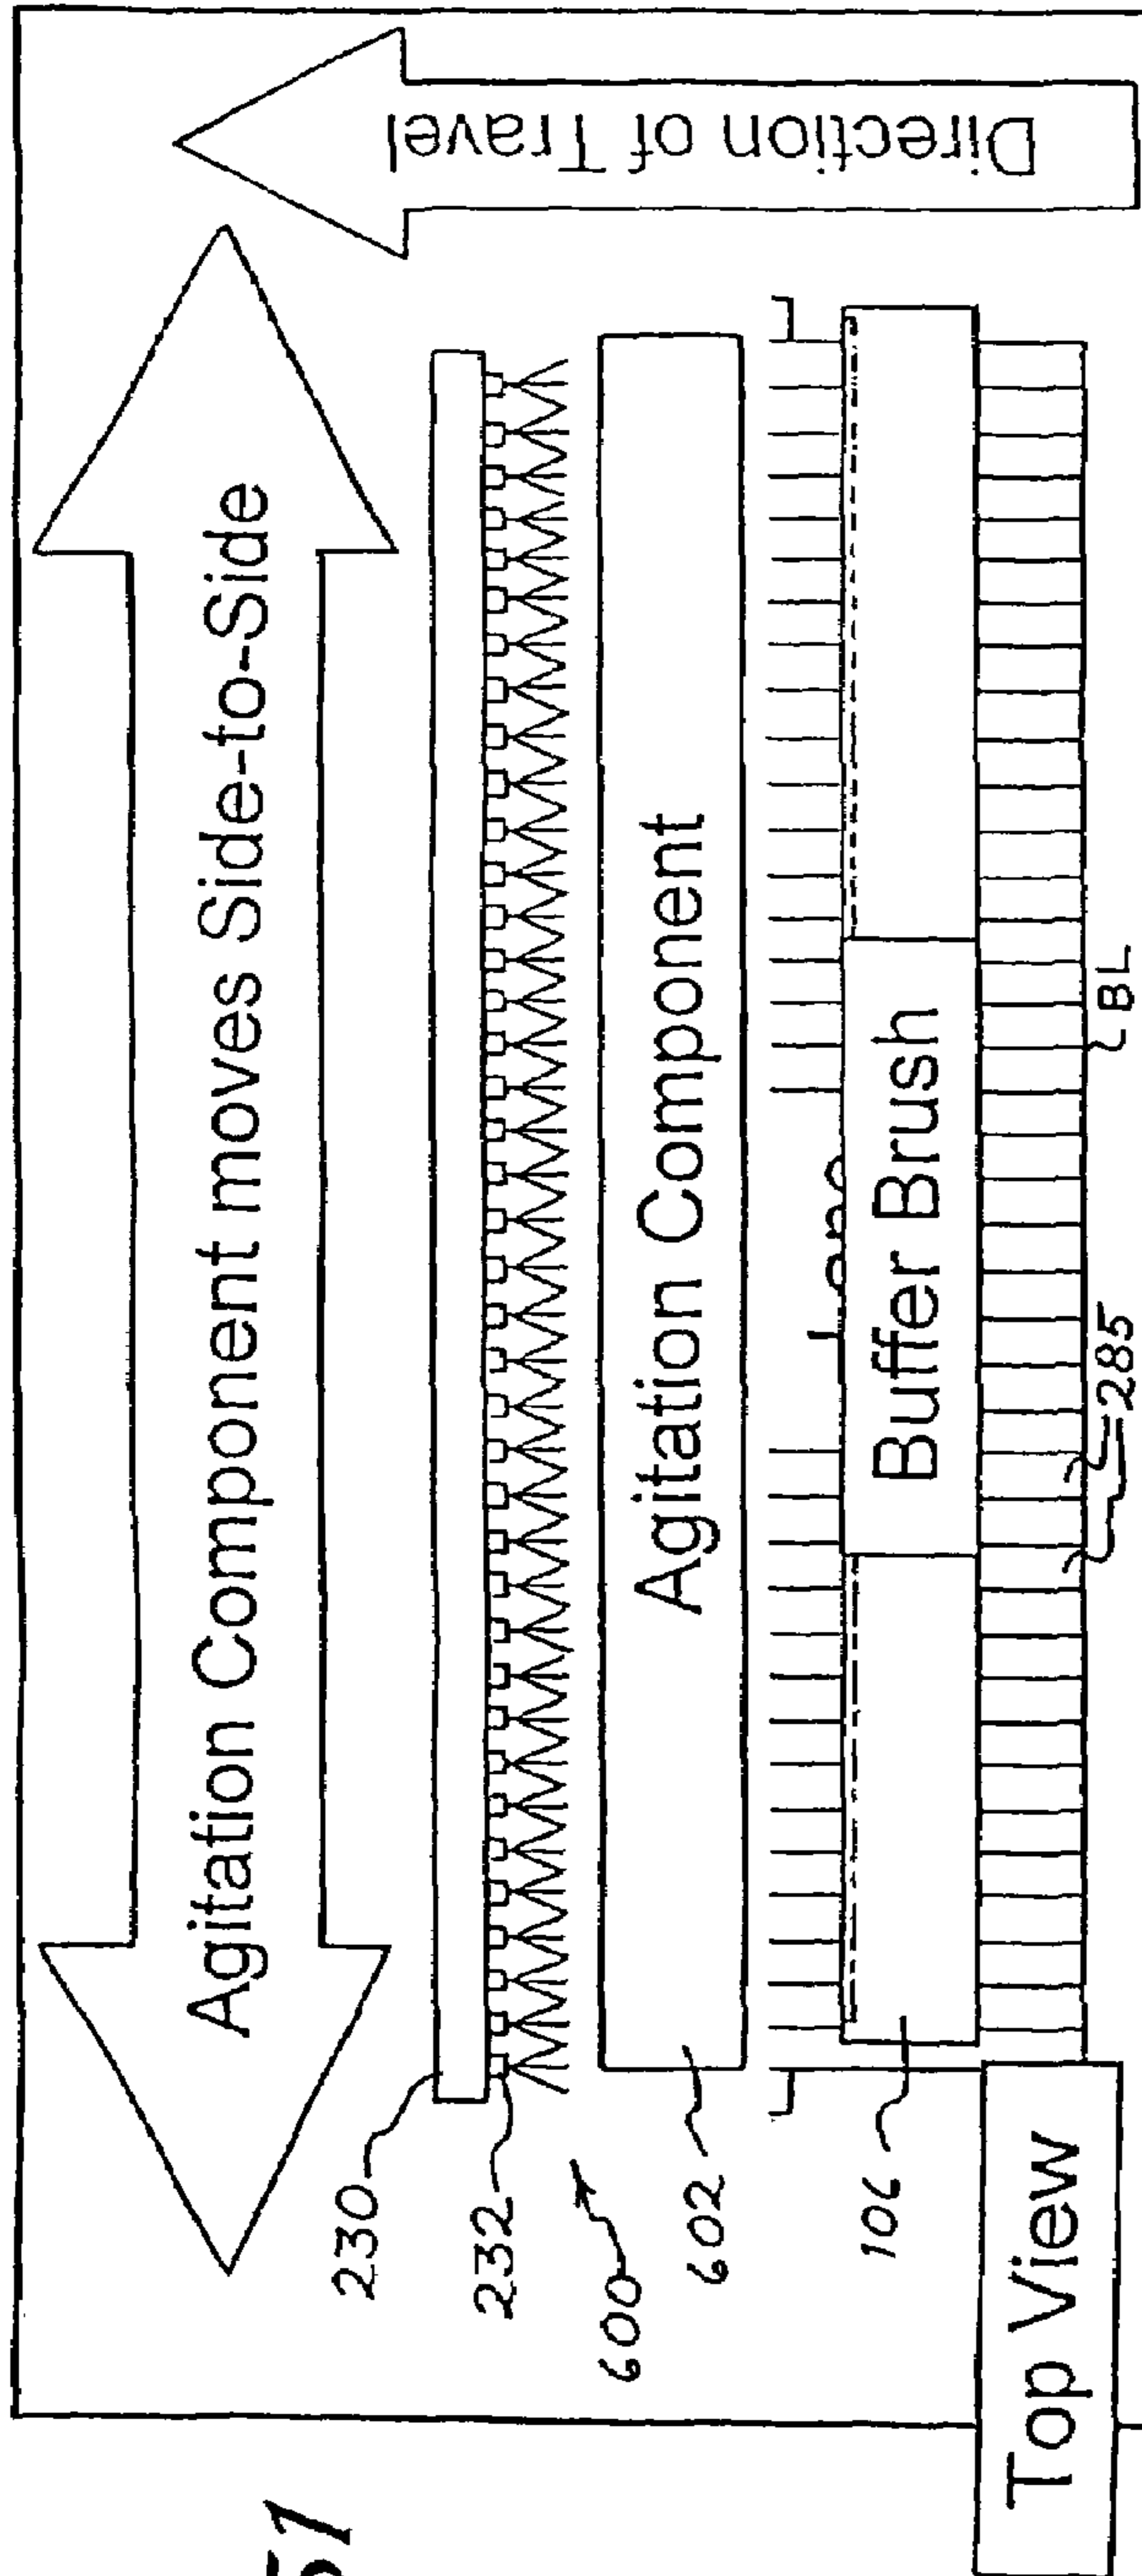 Agitation Component moves Side-to-Side
Direction of Travel
230
232
600
Agitation Component
602
Buffer Brush
106
285
BL
Top View
51